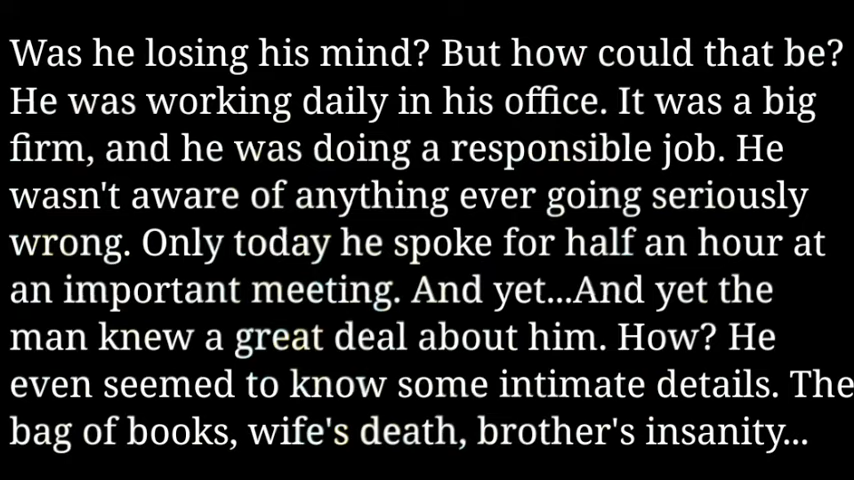 Was he losing his mind? But how could that be?
He was working daily in his office. It was a big
firm, and he was doing a responsible job. He
wasn't aware of anything ever going seriously
wrong. Only today he spoke for half an hour at
an important meeting. And yet...And yet the
man knew a great deal about him. How? He
even seemed to know some intimate details. The
bag of books, wife's death, brother's insanity...